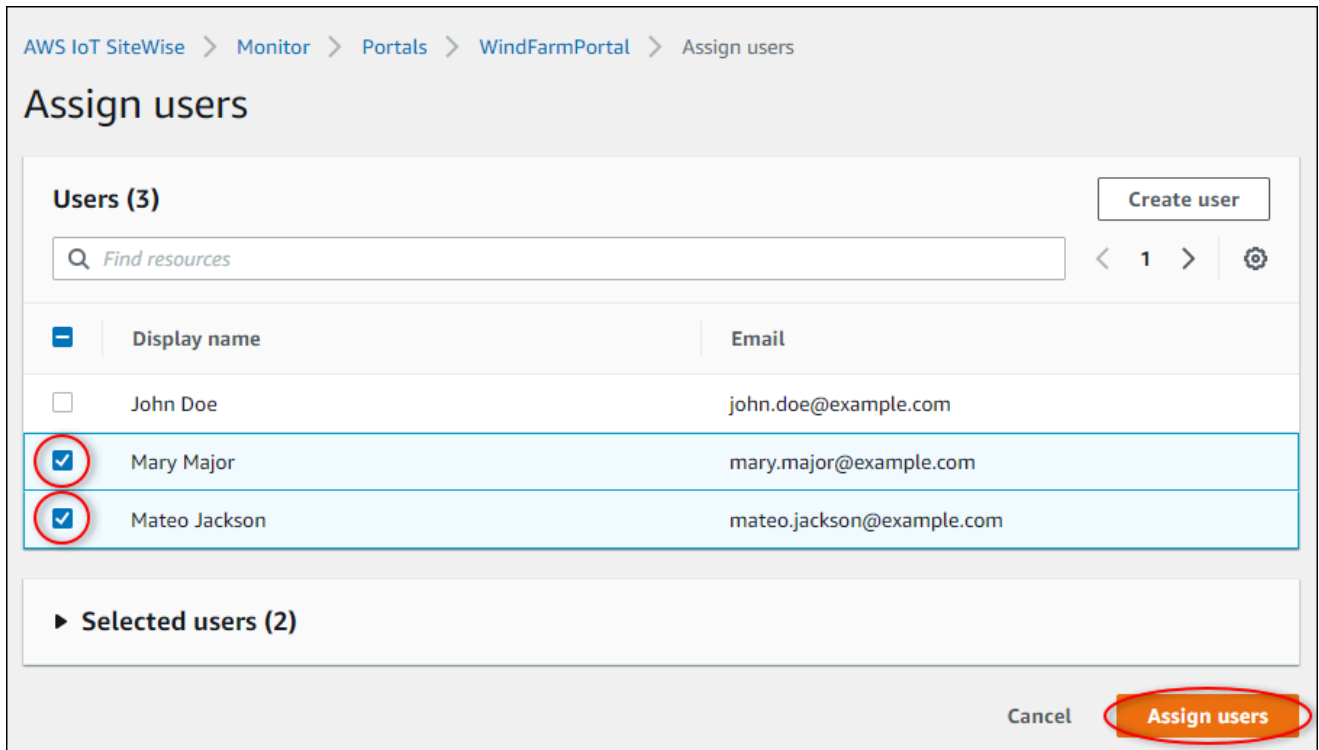 AWS IoT SiteWise > Monitor > Portals > WindFarmPortal > Assign users
Assign users
Users (3)
Create user
Find resources
< 1 >
Display name Email
John Doe john.doe@example.com
Mary Major mary.major@example.com
Mateo Jackson mateo.jackson@example.com
Selected users (2)
Cancel Assign users